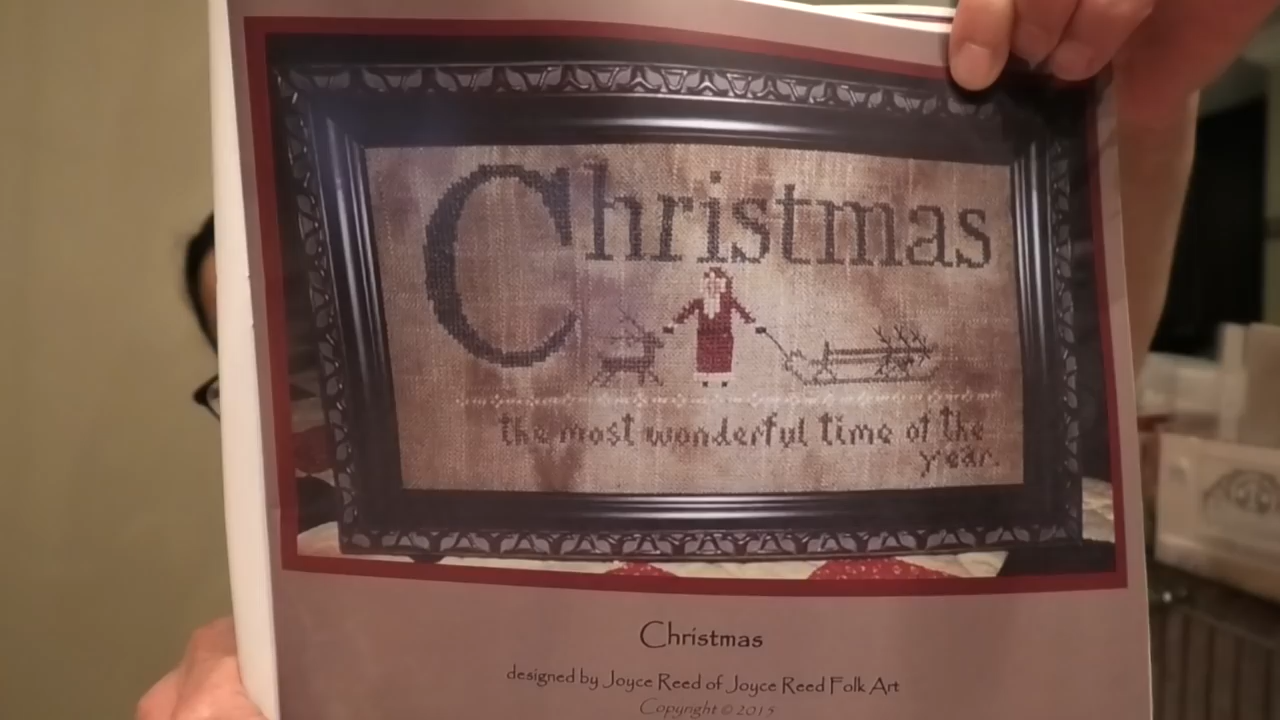 Christmas
the most wonderful time of the
year.
Christmas
designed by Joyce Reed of Joyce Reed Folk Art
Copyright © 2015